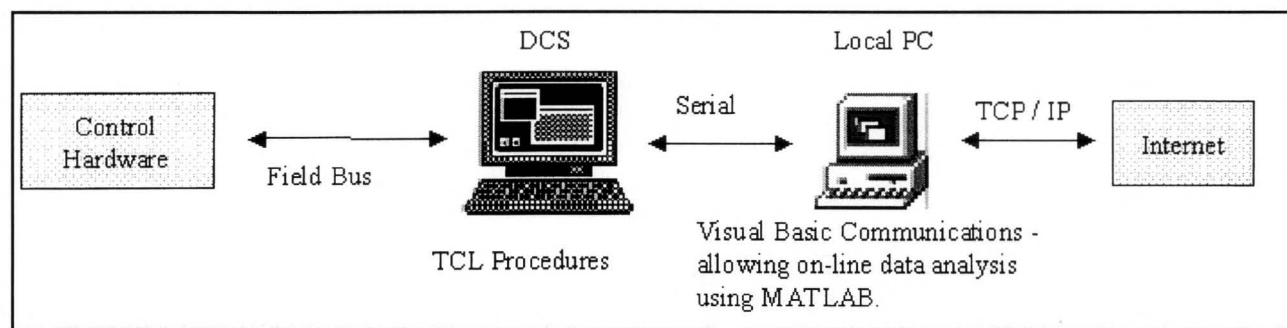 DCS
Local PC
Control
Hardware
Field Bus
Serial
TCP / IP
Internet
TCL Procedures
Visual Basic Communications -
allowing on-line data analysis
using MATLAB.